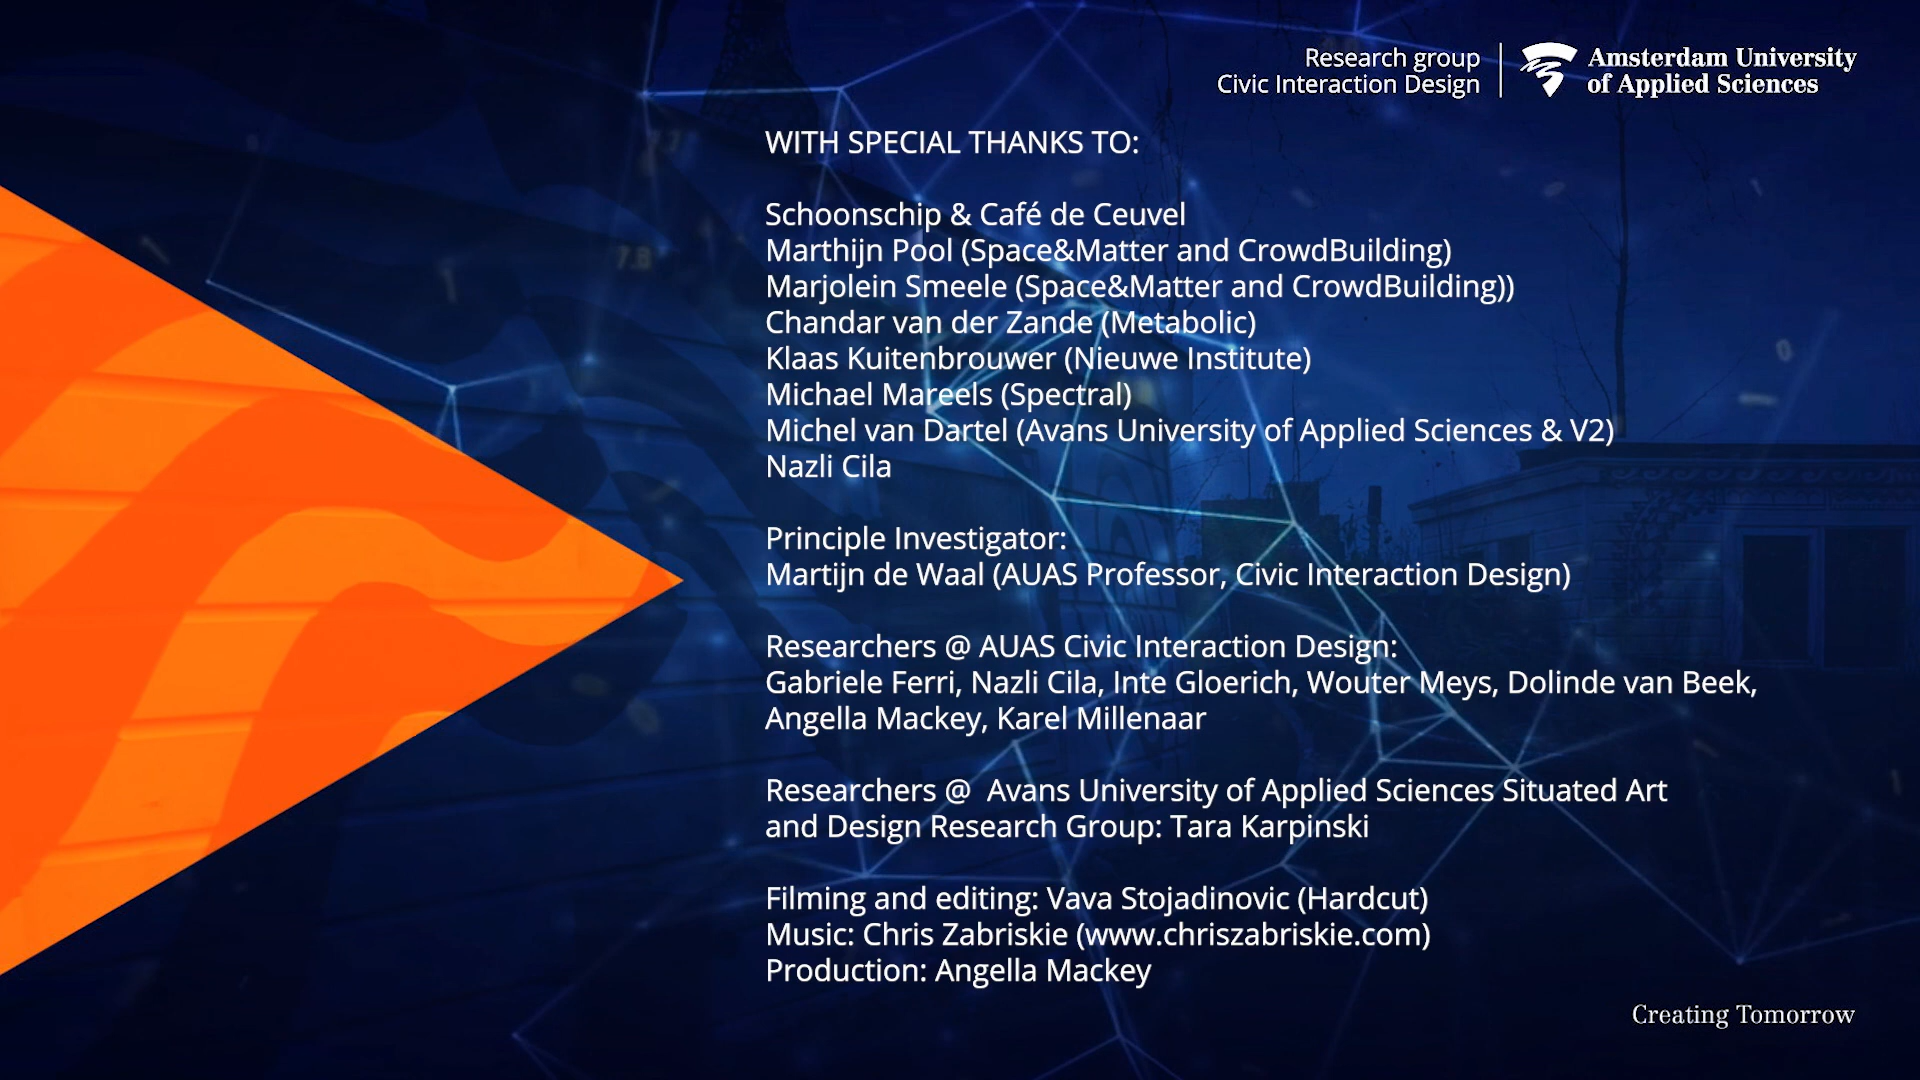 Research group
Civic Interaction Design
Amsterdam University
of Applied Sciences
WITH SPECIAL THANKS TO:
Schoonschip & Café de Ceuvel
Marthijn Pool (Space&Matter and CrowdBuilding)
Marjolein Smeele (Space&Matter and CrowdBuilding))
Chandar van der Zande (Metabolic)
Klaas Kuitenbrouwer (Nieuwe Institute)
Michael Mareels (Spectral)
Michel van Dartel (Avans University of Applied Sciences & V2)
Nazli Cila
Principle Investigator:
Martijn de Waal (AUAS Professor, Civic Interaction Design)
Researchers @ AUAS Civic Interaction Design:
Gabriele Ferri, Nazli Cila, Inte Gloerich, Wouter Meys, Dolinde van Beek,
Angella Mackey, Karel Millenaar
Researchers @  Avans University of Applied Sciences Situated Art
and Design Research Group: Tara Karpinski
Filming and editing: Vava Stojadinovic (Hardcut)
Music: Chris Zabriskie (www.chriszabriskie.com)
Production: Angella Mackey
Creating Tomorrow